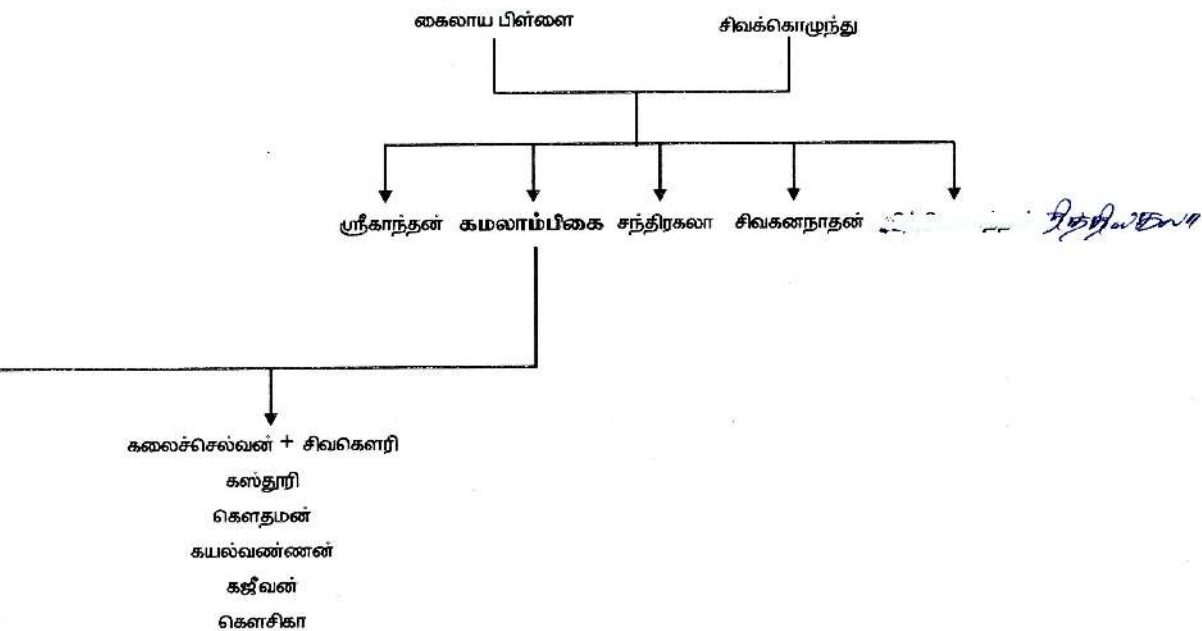 கைலாய பிள்ளை சிவக்கொழுந்து
ஸ்ரீகாந்தன் கமலாம்பிகை சந்திரகலா சிவகனநாதன்
கலைச்செல்வன் + சிவகௌரி
கஸ்தூரி
கௌதமன்
கயல்வண்ணன்
கஜீவன்
கௌசிகா